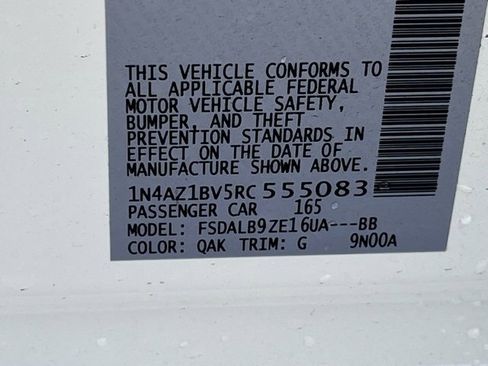 THIS VEHICLE CONFORMS TO
ALL APPLICABLE FEDERAL
MOTOR VEHICLE SAFETY,
BUMPER, AND THEFT
PREVENTION STANDARDS IN
EFFECT ON THE DATE OF
MANUFACTURE SHOWN ABOVE.
1N4AZ1BV5RC555083
PASSENGER CAR 165
MODEL: FSDALB9ZE16UA---BB
COLOR: QAK TRIM: G 9N00A